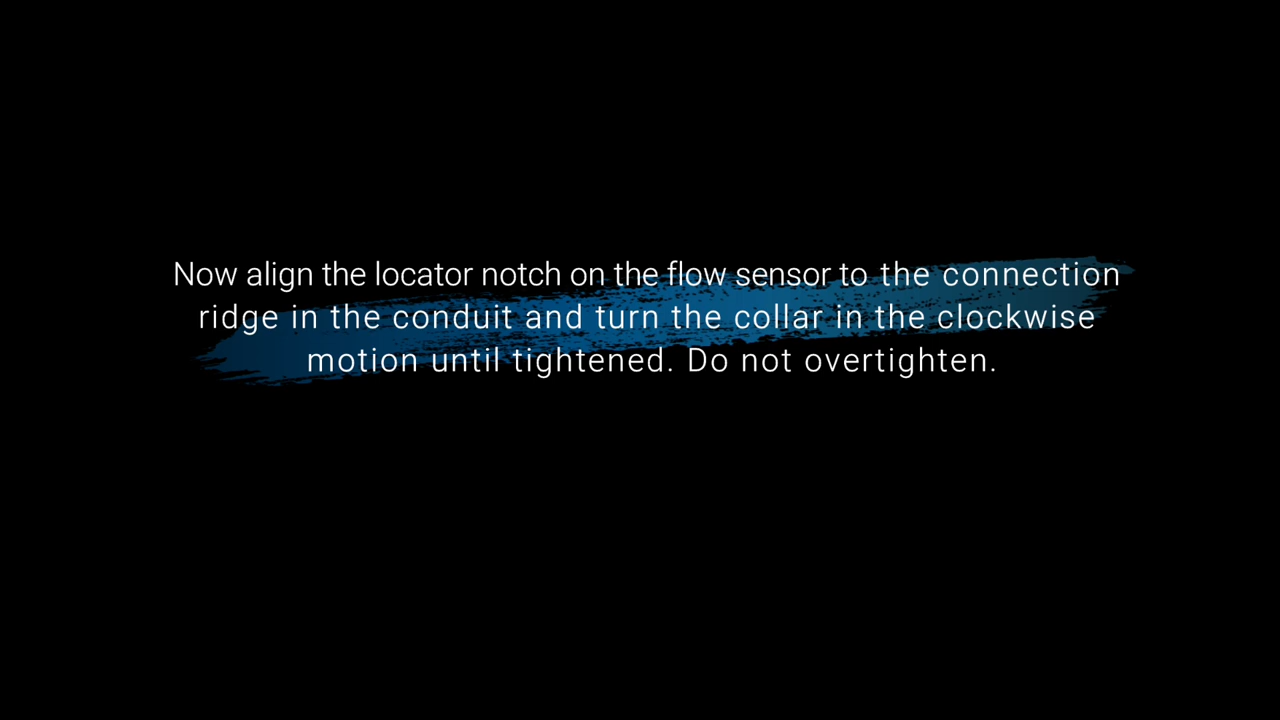 Now align the locator notch on the flow sensor to the connection
ridge in the conduit and turn the collar in the clockwise
motion until tightened. Do not overtighten.